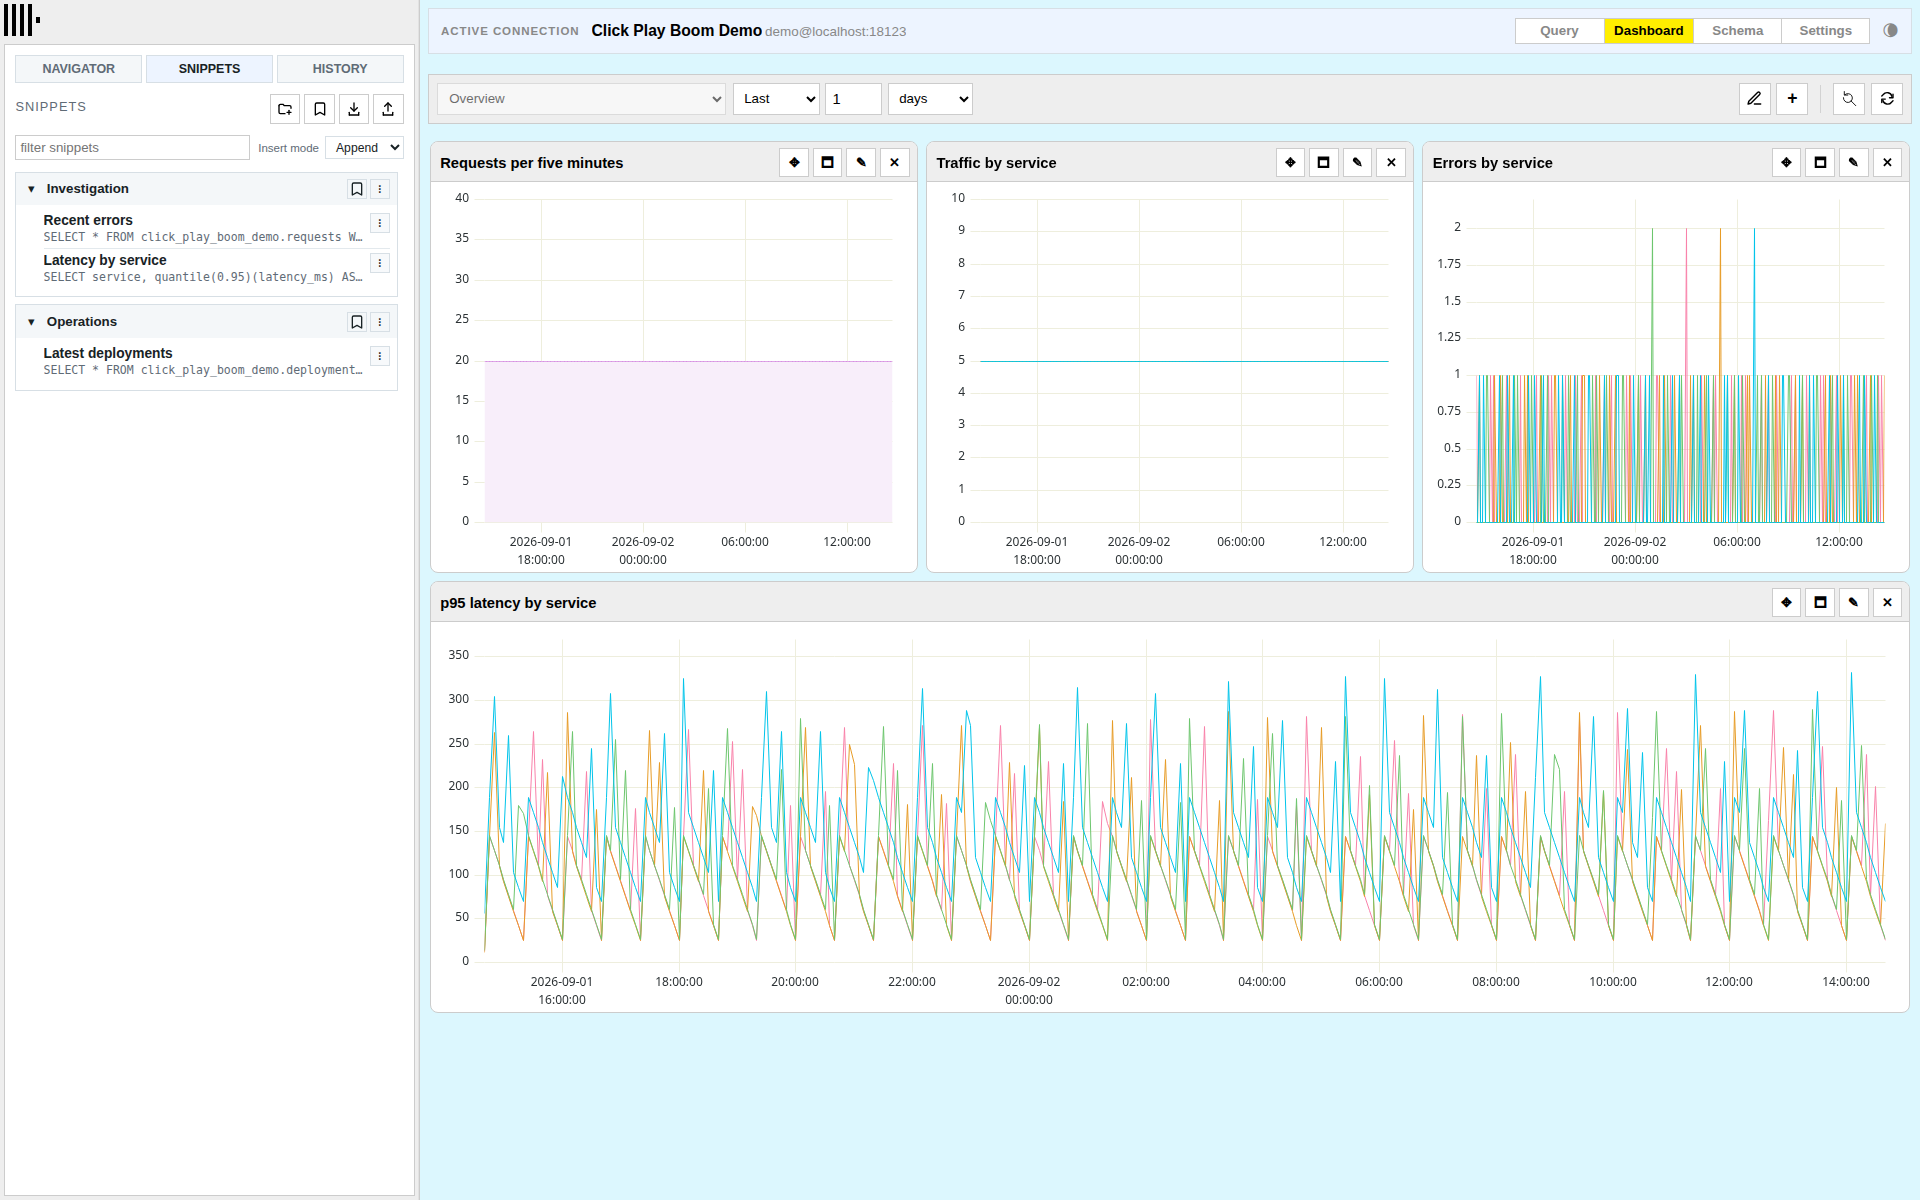 NAVIGATOR SNIPPETS HISTORY
SNIPPETS
filter snippets Insert mode Append
▾ Investigation
Recent errors
SELECT * FROM click_play_boom_demo.requests W…
Latency by service
SELECT service, quantile(0.95)(latency_ms) AS…
▾ Operations
Latest deployments
SELECT * FROM click_play_boom_demo.deployment…
ACTIVE CONNECTION Click Play Boom Demo demo@localhost:18123
Query Dashboard Schema Settings
Overview Last 1 days
Requests per five minutes
40
35
30
25
20
15
10
5
0
2026-09-01 2026-09-02 06:00:00 12:00:00
18:00:00 00:00:00
Traffic by service
10
9
8
7
6
5
4
3
2
1
0
2026-09-01 2026-09-02 06:00:00 12:00:00
18:00:00 00:00:00
Errors by service
2
1.75
1.5
1.25
1
0.75
0.5
0.25
0
2026-09-01 2026-09-02 06:00:00 12:00:00
18:00:00 00:00:00
p95 latency by service
350
300
250
200
150
100
50
0
2026-09-01 18:00:00 20:00:00 22:00:00 2026-09-02 02:00:00 04:00:00 06:00:00 08:00:00 10:00:00 12:00:00 14:00:00
16:00:00 00:00:00